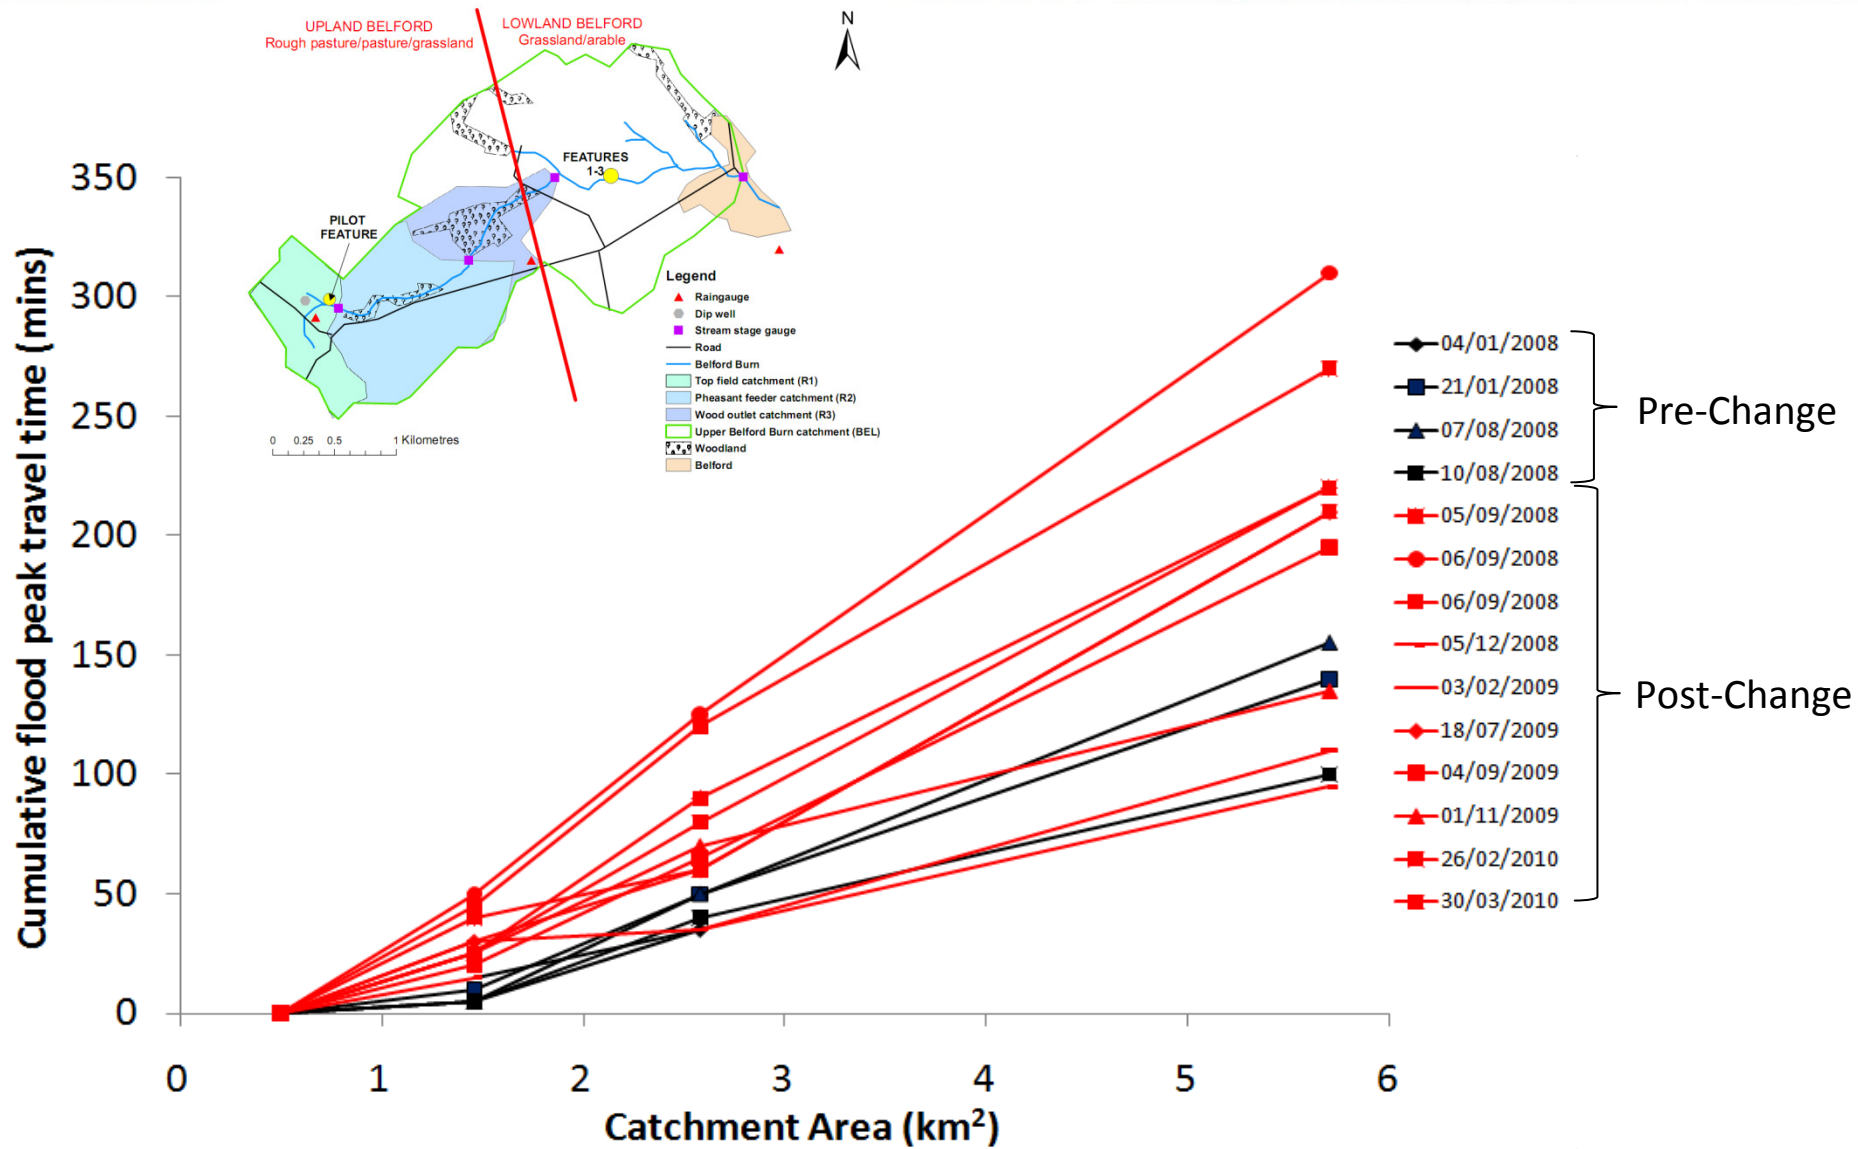 UPLAND BELFORD
Rough pasture/pasture/grassland
LOWLAND BELFORD
Grassland/arable
N
FEATURES
1-3
PILOT
FEATURE
Legend
Raingauge
Dip well
Stream stage gauge
Road
Belford Burn
Top field catchment (R1)
Pheasant feeder catchment (R2)
Wood outlet catchment (R3)
Upper Belford Burn catchment (BEL)
Woodland
Belford
0 0.25 0.5 1 Kilometres
Cumulative flood peak travel time (mins)
350
300
250
200
150
100
50
0
0 1 2 3 4 5 6
Catchment Area (km²)
04/01/2008
21/01/2008
07/08/2008
10/08/2008
05/09/2008
06/09/2008
06/09/2008
05/12/2008
03/02/2009
18/07/2009
04/09/2009
01/11/2009
26/02/2010
30/03/2010
Pre-Change
Post-Change